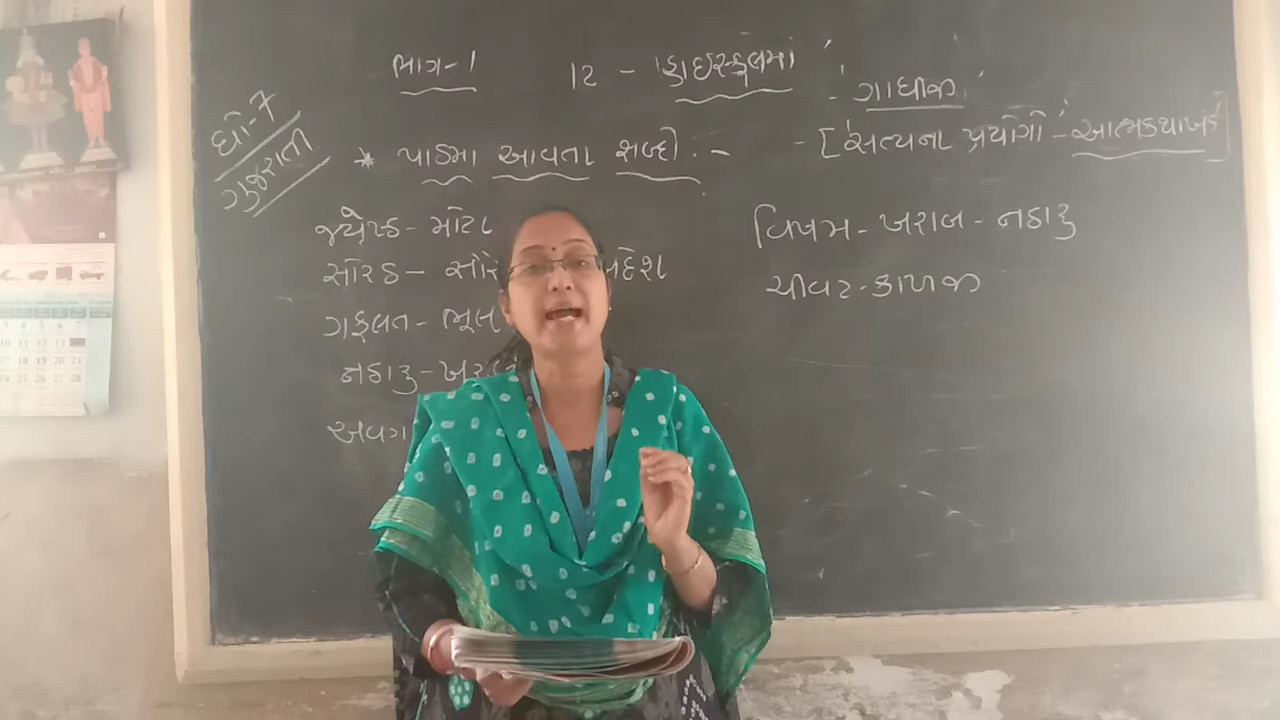 ભાગ-1
12 - 'હાઇસ્કૂલમાં'
- 'ગાંધીજી'
- ['સત્યના પ્રયોગો' - આત્મકથાખંડ]
ધો-7
ગુજરાતી
* પાઠમાં આવતા શબ્દો :-
જ્યેષ્ઠ - મોટા
સોરઠ -
ગફલત - ભૂલ
નઠારુ - ખરાબ
વિષમ - ખરાબ - નઠારુ
ચીવટ - કાળજી